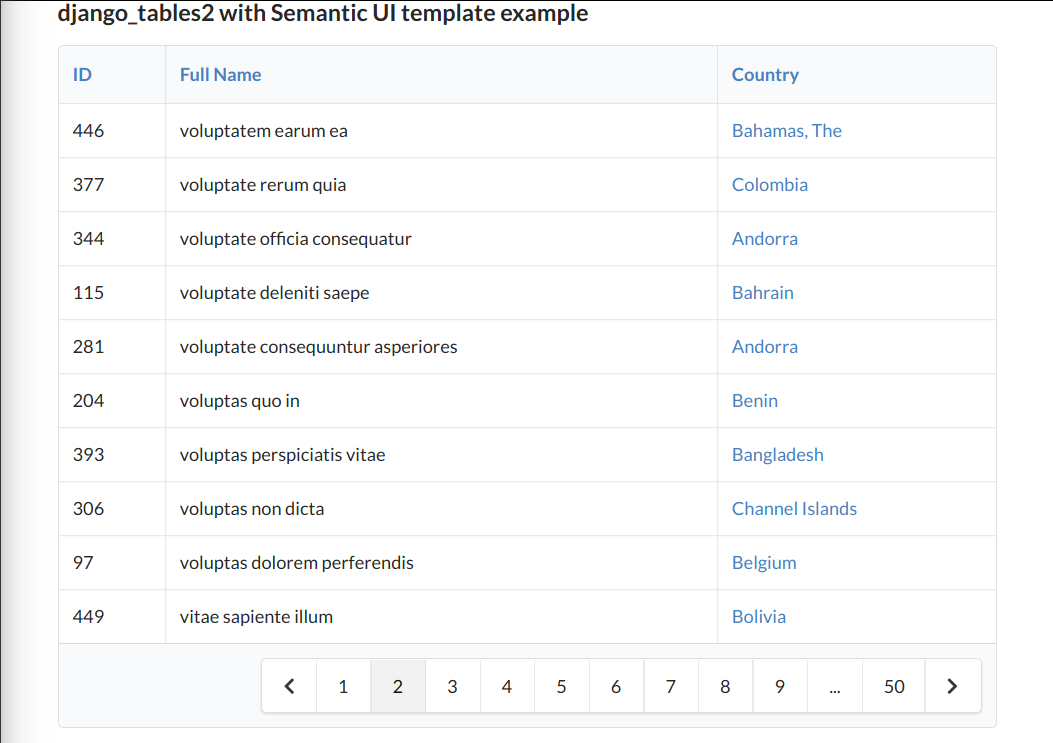 django_tables2 with Semantic UI template example
ID Full Name Country
446 voluptatem earum ea Bahamas, The
377 voluptate rerum quia Colombia
344 voluptate officia consequatur Andorra
115 voluptate deleniti saepe Bahrain
281 voluptate consequuntur asperiores Andorra
204 voluptas quo in Benin
393 voluptas perspiciatis vitae Bangladesh
306 voluptas non dicta Channel Islands
97 voluptas dolorem perferendis Belgium
449 vitae sapiente illum Bolivia
1 2 3 4 5 6 7 8 9 ... 50